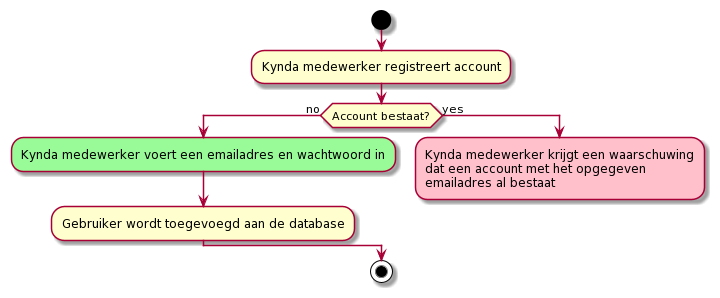 Kynda medewerker registreert account
no
Account bestaat?
yes
Kynda medewerker voert een emailadres en wachtwoord in
Kynda medewerker krijgt een waarschuwing
dat een account met het opgegeven
emailadres al bestaat
Gebruiker wordt toegevoegd aan de database